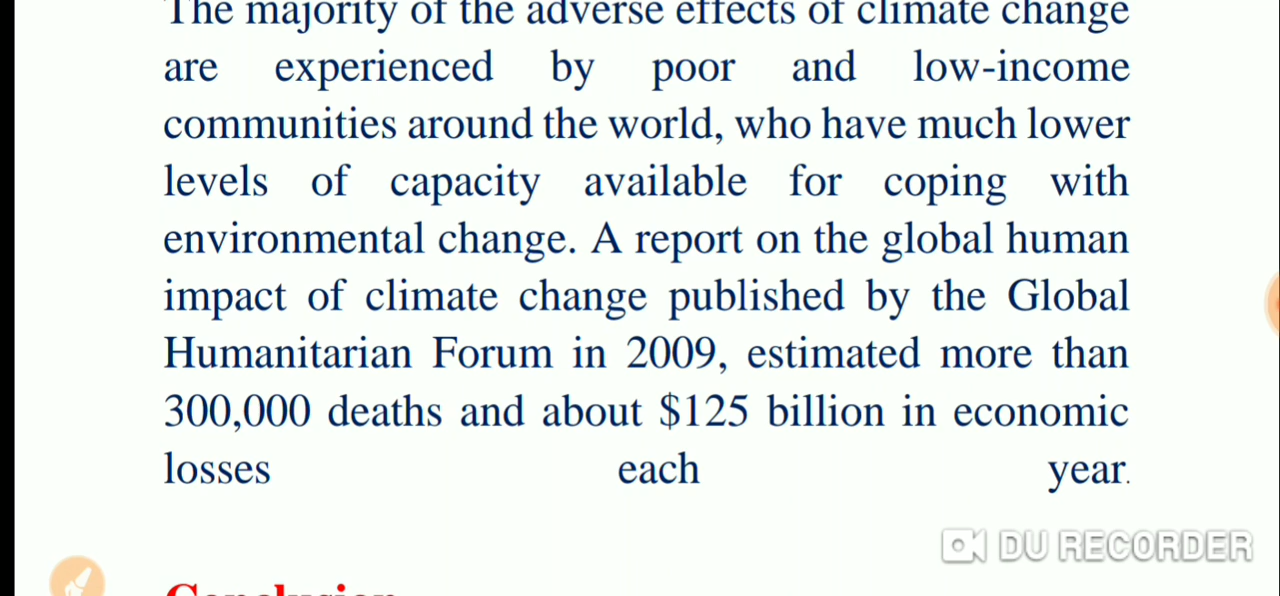 The majority of the adverse effects of climate change
are experienced by poor and low-income
communities around the world, who have much lower
levels of capacity available for coping with
environmental change. A report on the global human
impact of climate change published by the Global
Humanitarian Forum in 2009, estimated more than
300,000 deaths and about $125 billion in economic
losses each year.
DU RECORDER
Conclusion